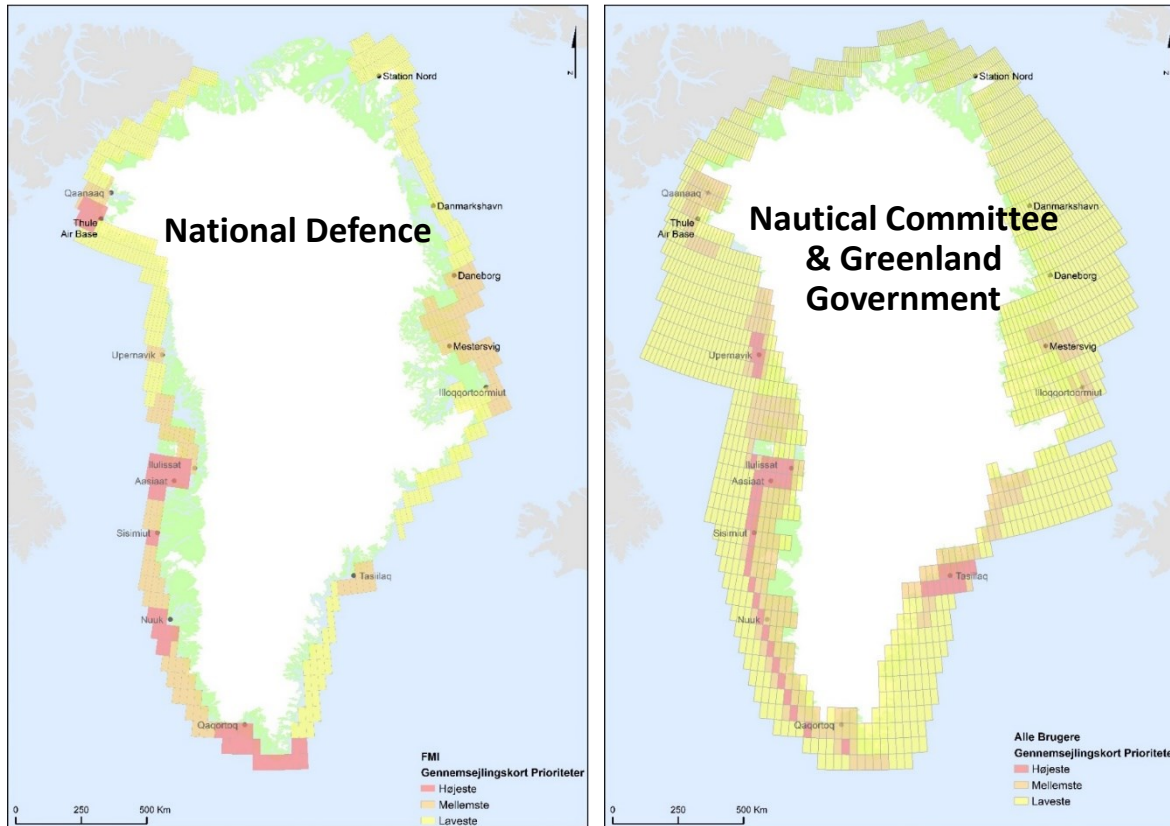 Station Nord
Qaanaaq
Thule
Air Base
Danmarkshavn
National Defence
Daneborg
Upernavik
Mestersvig
Illoqqortoormiut
Ilulissat
Aasiaat
Sisimiut
Tasiilaq
Nuuk
Qaqortoq
FMI
Gennemsejlingskort Prioriteter
Højeste
Mellemste
Laveste
0 250 500 Km
z
Station Nord
Qaanaaq
Thule
Air Base
Danmarkshavn
Nautical Committee
& Greenland
Government
Daneborg
Upernavik
Mestersvig
Illoqqortoormiut
Ilulissat
Aasiaat
Sisimiut
Tasiilaq
Nuuk
Qaqortoq
Alle Brugere
Gennemsejlingskort Prioriteter
Højeste
Mellemste
Laveste
0 250 500 Km
z